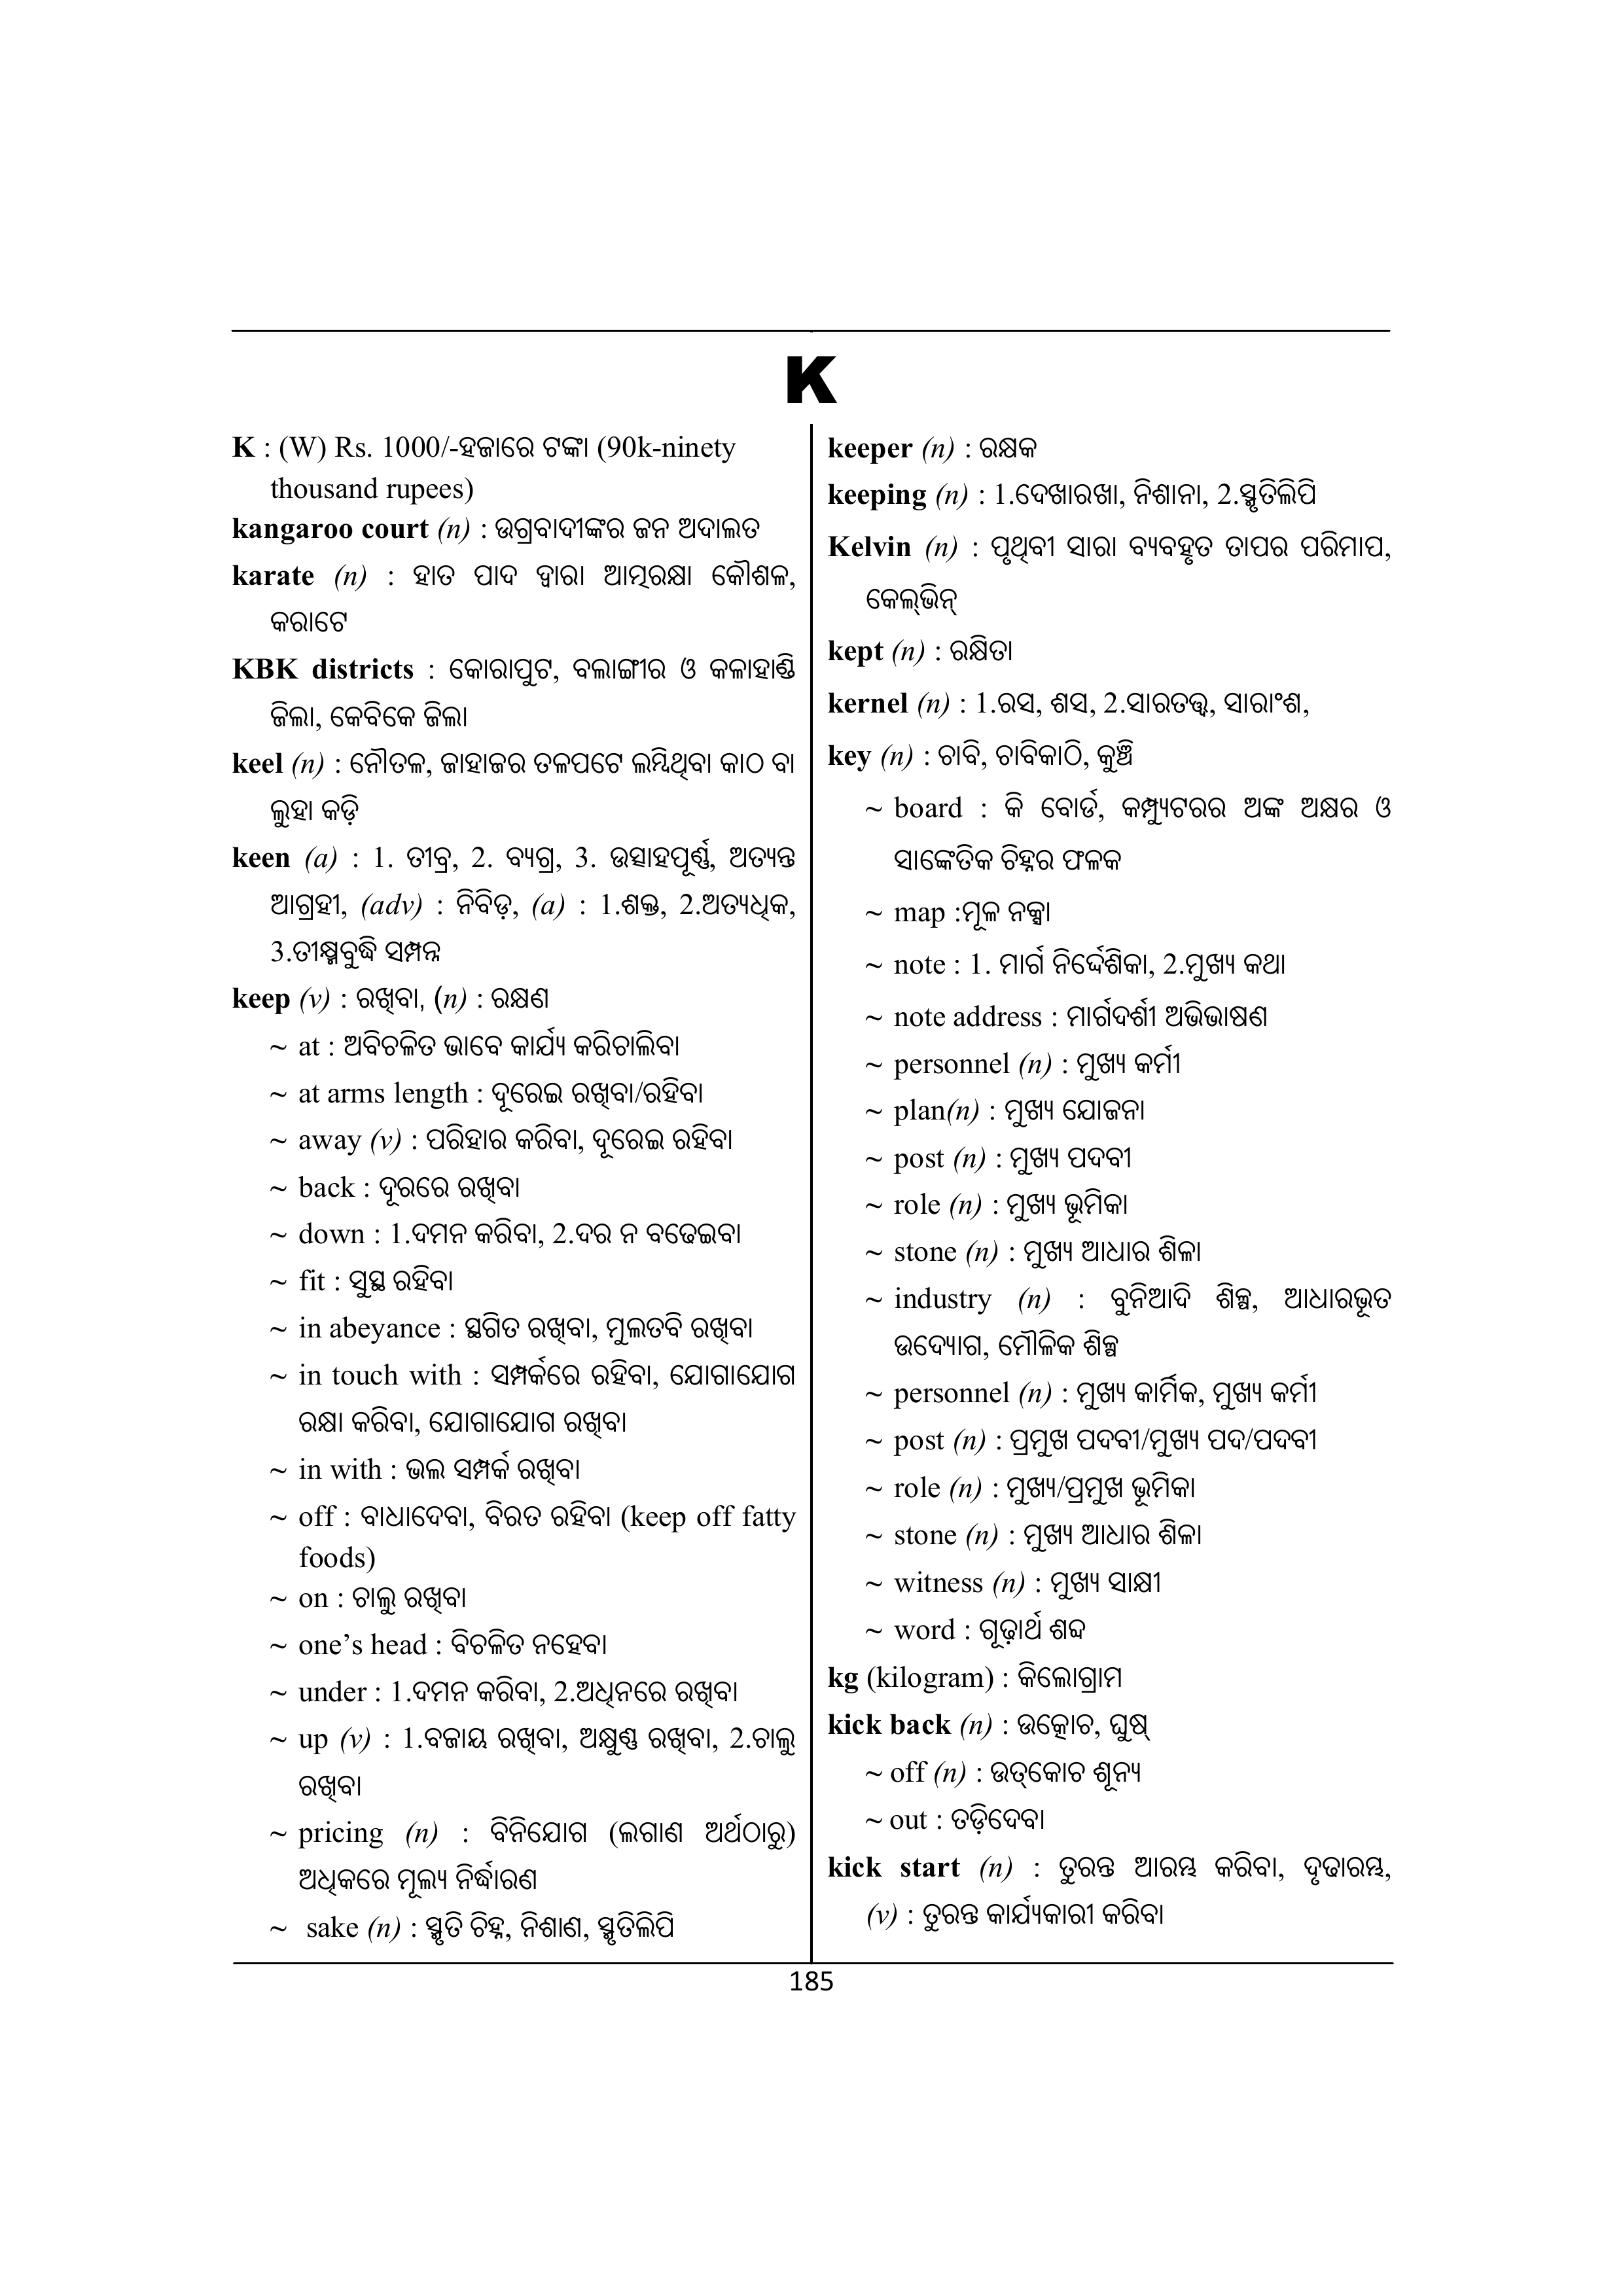 K
K : (W) Rs. 1000/-ହଜାରେ ଟଙ୍କା (90k-ninety
thousand rupees)
kangaroo court (n) : ଉଗ୍ରବାଦୀଙ୍କର ଜନ ଅଦାଲତ
karate (n) : ହାତ ପାଦ ଦ୍ୱାରା ଆତ୍ମରକ୍ଷା କୌଶଳ,
କରାଟେ
KBK districts : କୋରାପୁଟ, ବଲାଙ୍ଗୀର ଓ କଳାହାଣ୍ଡି
ଜିଲା, କେବିକେ ଜିଲା
keel (n) : ନୌତଳ, ଜାହାଜର ତଳପଟେ ଲମ୍ବିଥିବା କାଠ ବା
ଲୁହା କଡ଼ି
keen (a) : 1. ତୀବ୍ର, 2. ବ୍ୟଗ୍ର, 3. ଉତ୍ସାହପୂର୍ଣ୍ଣ, ଅତ୍ୟନ୍ତ
ଆଗ୍ରହୀ, (adv) : ନିବିଡ଼, (a) : 1.ଶକ୍ତ, 2.ଅତ୍ୟଧିକ,
3.ତୀକ୍ଷ୍ମବୁଦ୍ଧି ସମ୍ପନ୍ନ
keep (v) : ରଖିବା, (n) : ରକ୍ଷଣ
~ at : ଅବିଚଳିତ ଭାବେ କାର୍ଯ୍ୟ କରିଚାଲିବା
~ at arms length : ଦୂରେଇ ରଖିବା/ରହିବା
~ away (v) : ପରିହାର କରିବା, ଦୂରେଇ ରହିବା
~ back : ଦୂରରେ ରଖିବା
~ down : 1.ଦମନ କରିବା, 2.ଦର ନ ବଢେଇବା
~ fit : ସୁସ୍ଥ ରହିବା
~ in abeyance : ସ୍ଥଗିତ ରଖିବା, ମୁଲତବି ରଖିବା
~ in touch with : ସମ୍ପର୍କରେ ରହିବା, ଯୋଗାଯୋଗ
ରକ୍ଷା କରିବା, ଯୋଗାଯୋଗ ରଖିବା
~ in with : ଭଲ ସମ୍ପର୍କ ରଖିବା
~ off : ବାଧାଦେବା, ବିରତ ରହିବା (keep off fatty
foods)
~ on : ଚାଲୁ ରଖିବା
~ one’s head : ବିଚଳିତ ନହେବା
~ under : 1.ଦମନ କରିବା, 2.ଅଧିନରେ ରଖିବା
~ up (v) : 1.ବଜାୟ ରଖିବା, ଅକ୍ଷୁଣ୍ଣ ରଖିବା, 2.ଚାଲୁ
ରଖିବା
~ pricing (n) : ବିନିଯୋଗ (ଲଗାଣ ଅର୍ଥଠାରୁ)
ଅଧିକରେ ମୂଲ୍ୟ ନିର୍ଦ୍ଧାରଣ
~ sake (n) : ସ୍ମୃତି ଚିହ୍ନ, ନିଶାଣ, ସ୍ମୃତିଲିପି
keeper (n) : ରକ୍ଷକ
keeping (n) : 1.ଦେଖାରଖା, ନିଶାନା, 2.ସ୍ମୃତିଲିପି
Kelvin (n) : ପୃଥିବୀ ସାରା ବ୍ୟବହୃତ ତାପର ପରିମାପ,
କେଲ୍‌ଭିନ୍
kept (n) : ରକ୍ଷିତା
kernel (n) : 1.ରସ, ଶସ, 2.ସାରତତ୍ତ୍ୱ, ସାରାଂଶ,
key (n) : ଚାବି, ଚାବିକାଠି, କୁଞ୍ଚି
~ board : କି ବୋର୍ଡ, କମ୍ପ୍ୟୁଟରର ଅଙ୍କ ଅକ୍ଷର ଓ
ସାଙ୍କେତିକ ଚିହ୍ନର ଫଳକ
~ map :ମୂଳ ନକ୍ସା
~ note : 1. ମାର୍ଗ ନିର୍ଦ୍ଦେଶିକା, 2.ମୁଖ୍ୟ କଥା
~ note address : ମାର୍ଗଦର୍ଶୀ ଅଭିଭାଷଣ
~ personnel (n) : ମୁଖ୍ୟ କର୍ମୀ
~ plan(n) : ମୁଖ୍ୟ ଯୋଜନା
~ post (n) : ମୁଖ୍ୟ ପଦବୀ
~ role (n) : ମୁଖ୍ୟ ଭୂମିକା
~ stone (n) : ମୁଖ୍ୟ ଆଧାର ଶିଳା
~ industry (n) : ବୁନିଆଦି ଶିଳ୍ପ, ଆଧାରଭୂତ
ଉଦ୍ୟୋଗ, ମୌଳିକ ଶିଳ୍ପ
~ personnel (n) : ମୁଖ୍ୟ କାର୍ମିକ, ମୁଖ୍ୟ କର୍ମୀ
~ post (n) : ପ୍ରମୁଖ ପଦବୀ/ମୁଖ୍ୟ ପଦ/ପଦବୀ
~ role (n) : ମୁଖ୍ୟ/ପ୍ରମୁଖ ଭୂମିକା
~ stone (n) : ମୁଖ୍ୟ ଆଧାର ଶିଳା
~ witness (n) : ମୁଖ୍ୟ ସାକ୍ଷୀ
~ word : ଗୂଢ଼ାର୍ଥ ଶବ୍ଦ
kg (kilogram) : କିଲୋଗ୍ରାମ
kick back (n) : ଉତ୍କୋଚ, ଘୁଷ୍
~ off (n) : ଉତ୍‌କୋଚ ଶୂନ୍ୟ
~ out : ତଡ଼ିଦେବା
kick start (n) : ତୁରନ୍ତ ଆରମ୍ଭ କରିବା, ଦୃଢାରମ୍ଭ,
(v) : ତୁରନ୍ତ କାର୍ଯ୍ୟକାରୀ କରିବା
185